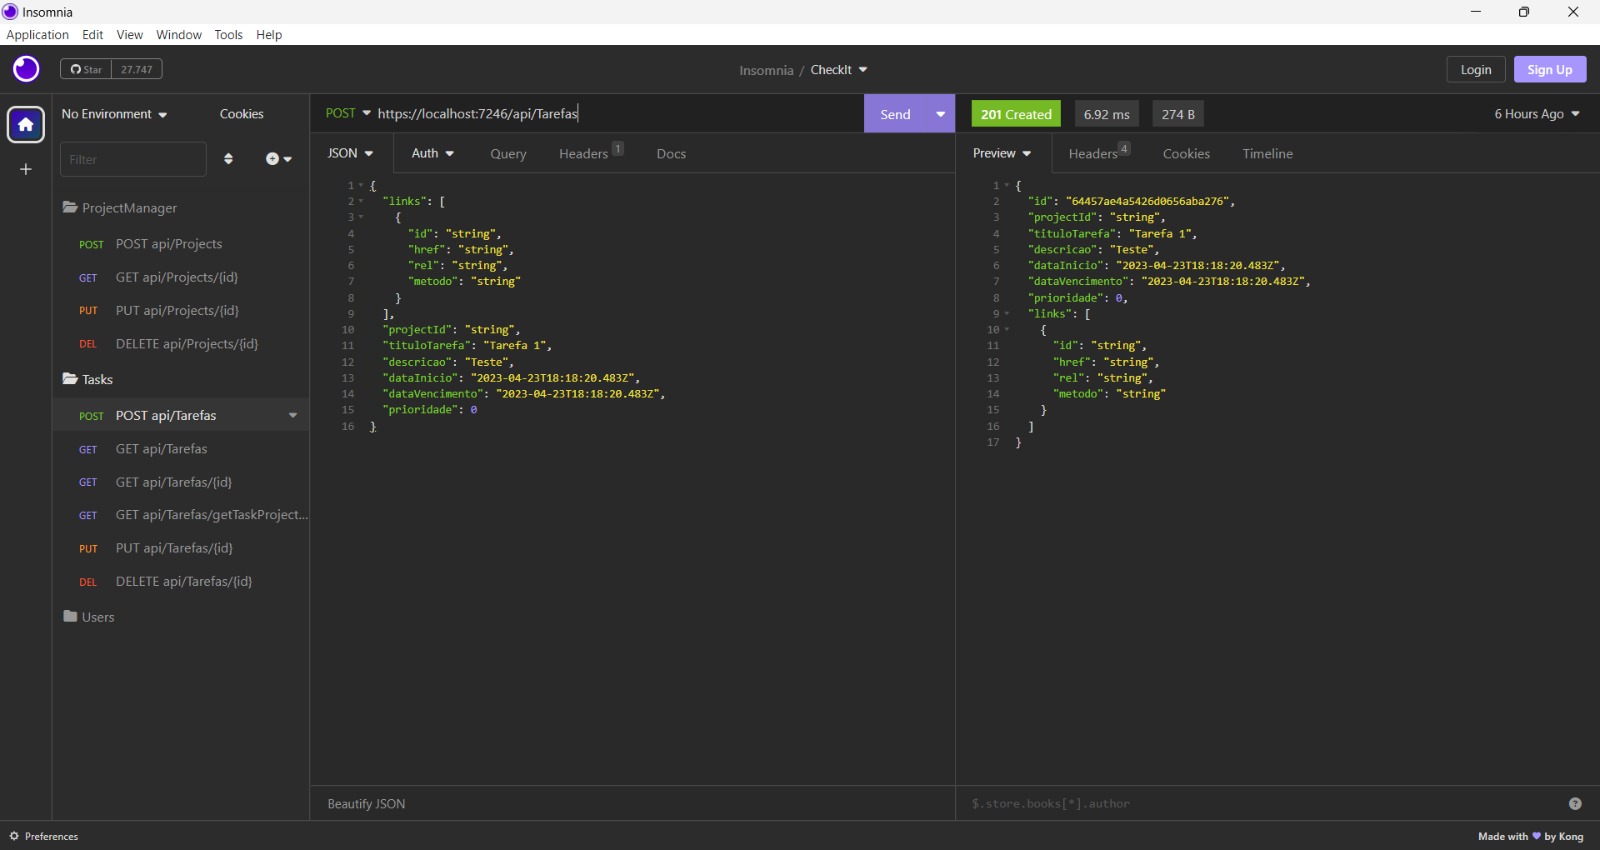 Insomnia
Application Edit View Window Tools Help
Star 27.747
Insomnia / CheckIt
Login Sign Up
No Environment Cookies
Filter
ProjectManager
POST POST api/Projects
GET GET api/Projects/{id}
PUT PUT api/Projects/{id}
DEL DELETE api/Projects/{id}
Tasks
POST POST api/Tarefas
GET GET api/Tarefas
GET GET api/Tarefas/{id}
GET GET api/Tarefas/getTaskProject...
PUT PUT api/Tarefas/{id}
DEL DELETE api/Tarefas/{id}
Users
POST https://localhost:7246/api/Tarefas Send
JSON Auth Query Headers 1 Docs
1 {
2 "links": [
3 {
4 "id": "string",
5 "href": "string",
6 "rel": "string",
7 "metodo": "string"
8 }
9 ],
10 "projectId": "string",
11 "tituloTarefa": "Tarefa 1",
12 "descricao": "Teste",
13 "dataInicio": "2023-04-23T18:18:20.483Z",
14 "dataVencimento": "2023-04-23T18:18:20.483Z",
15 "prioridade": 0
16 }
Beautify JSON
201 Created 6.92 ms 274 B 6 Hours Ago
Preview Headers 4 Cookies Timeline
1 {
2 "id": "64457ae4a5426d0656aba276",
3 "projectId": "string",
4 "tituloTarefa": "Tarefa 1",
5 "descricao": "Teste",
6 "dataInicio": "2023-04-23T18:18:20.483Z",
7 "dataVencimento": "2023-04-23T18:18:20.483Z",
8 "prioridade": 0,
9 "links": [
10 {
11 "id": "string",
12 "href": "string",
13 "rel": "string",
14 "metodo": "string"
15 }
16 ]
17 }
$.store.books[*].author
Preferences
Made with 💜 by Kong